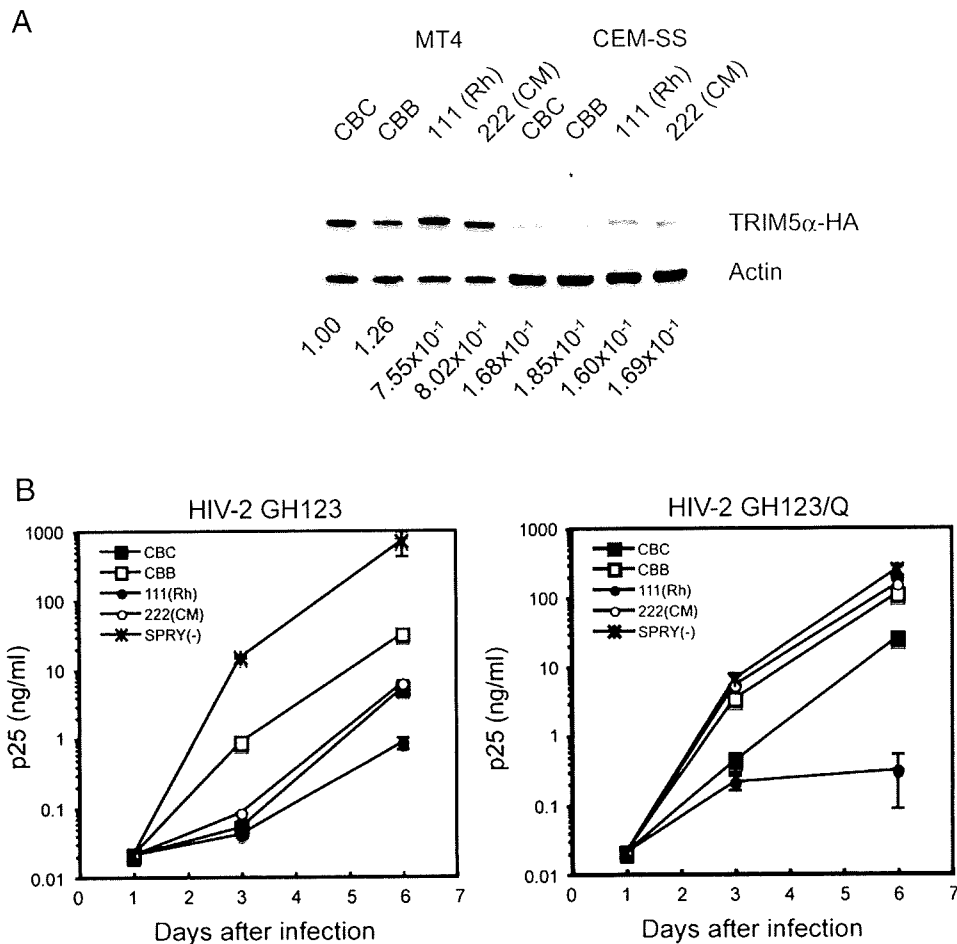 A
MT4 CEM-SS
CBC CBB 111 (Rh) 222 (CM) CBC CBB 111 (Rh) 222 (CM)
TRIM5α-HA
Actin
1.00 1.26 7.55x10⁻¹ 8.02x10⁻¹ 1.68x10⁻¹ 1.85x10⁻¹ 1.60x10⁻¹ 1.69x10⁻¹
B
HIV-2 GH123
1000
100
10
1
0.1
0.01
p25 (ng/ml)
CBC
CBB
111(Rh)
222(CM)
SPRY(-)
0 1 2 3 4 5 6 7
Days after infection
HIV-2 GH123/Q
1000
100
10
1
0.1
0.01
p25 (ng/ml)
CBC
CBB
111(Rh)
222(CM)
SPRY(-)
0 1 2 3 4 5 6 7
Days after infection